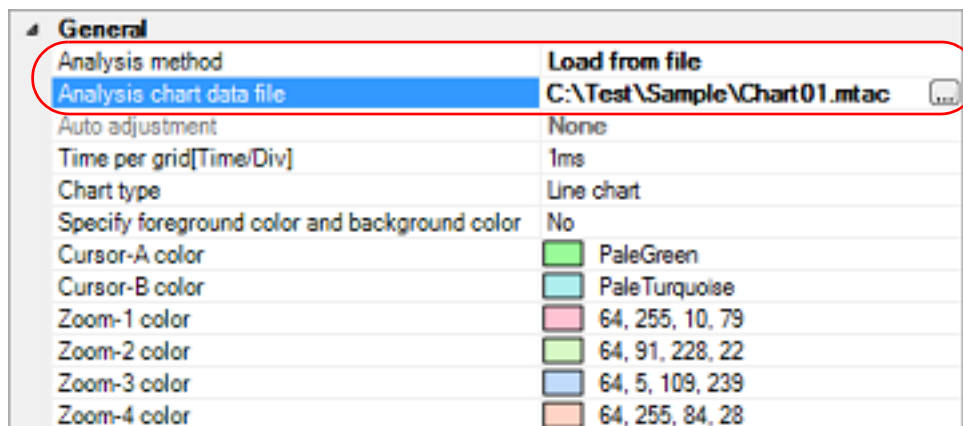 General
Analysis method Load from file
Analysis chart data file C:\Test\Sample\Chart01.mtac ...
Auto adjustment None
Time per grid[Time/Div] 1ms
Chart type Line chart
Specify foreground color and background color No
Cursor-A color PaleGreen
Cursor-B color PaleTurquoise
Zoom-1 color 64, 255, 10, 79
Zoom-2 color 64, 91, 228, 22
Zoom-3 color 64, 5, 109, 239
Zoom-4 color 64, 255, 84, 28